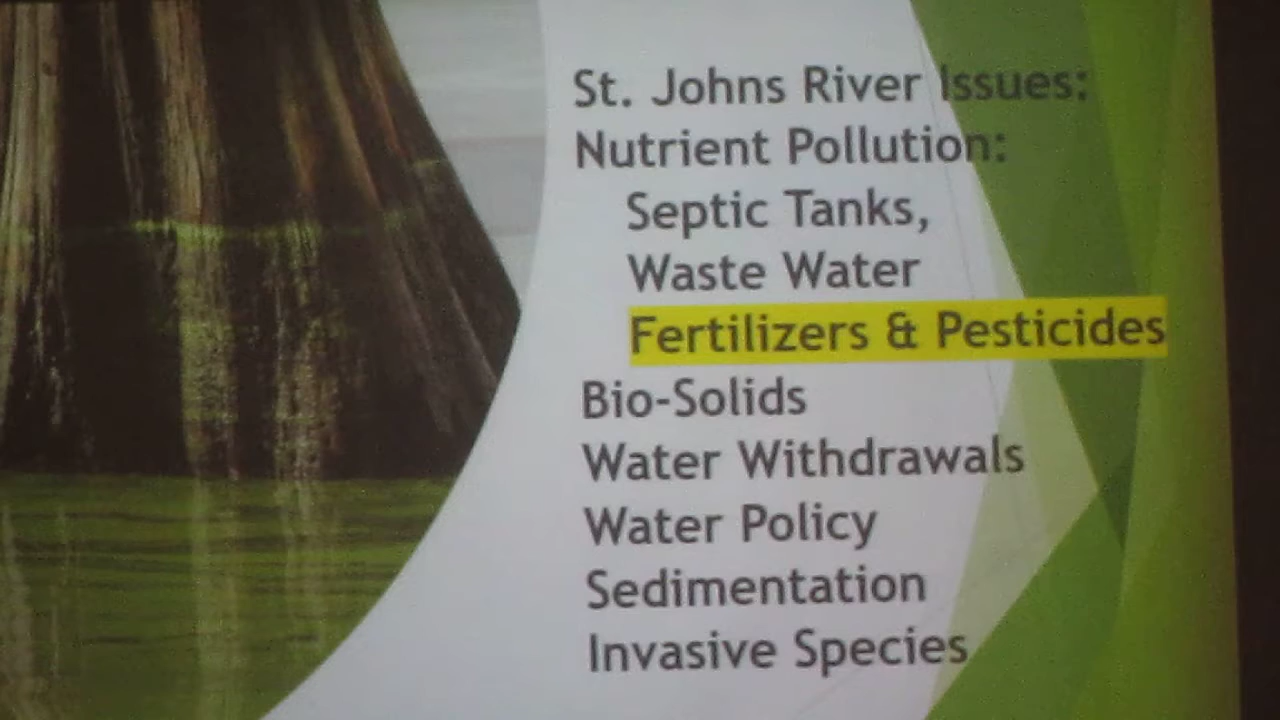 St. Johns River Issues:
Nutrient Pollution:
Septic Tanks,
Waste Water
Fertilizers & Pesticides
Bio-Solids
Water Withdrawals
Water Policy
Sedimentation
Invasive Species